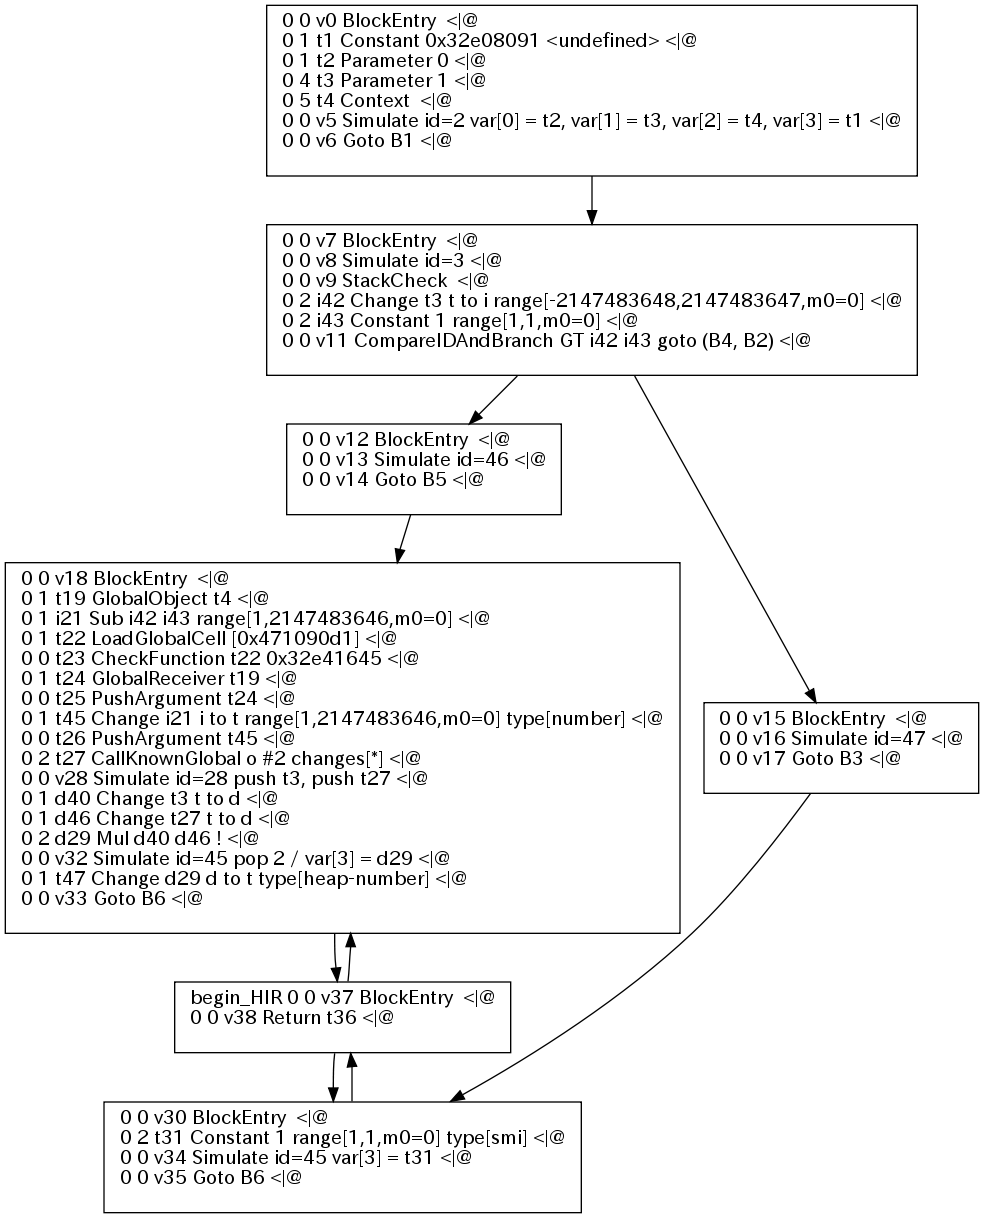 0 0 v0 BlockEntry <|@
0 1 t1 Constant 0x32e08091 <undefined> <|@
0 1 t2 Parameter 0 <|@
0 4 t3 Parameter 1 <|@
0 5 t4 Context <|@
0 0 v5 Simulate id=2 var[0] = t2, var[1] = t3, var[2] = t4, var[3] = t1 <|@
0 0 v6 Goto B1 <|@
0 0 v7 BlockEntry <|@
0 0 v8 Simulate id=3 <|@
0 0 v9 StackCheck <|@
0 2 i42 Change t3 t to i range[-2147483648,2147483647,m0=0] <|@
0 2 i43 Constant 1 range[1,1,m0=0] <|@
0 0 v11 CompareIDAndBranch GT i42 i43 goto (B4, B2) <|@
0 0 v12 BlockEntry <|@
0 0 v13 Simulate id=46 <|@
0 0 v14 Goto B5 <|@
0 0 v18 BlockEntry <|@
0 1 t19 GlobalObject t4 <|@
0 1 i21 Sub i42 i43 range[1,2147483646,m0=0] <|@
0 1 t22 LoadGlobalCell [0x471090d1] <|@
0 0 t23 CheckFunction t22 0x32e41645 <|@
0 1 t24 GlobalReceiver t19 <|@
0 0 t25 PushArgument t24 <|@
0 1 t45 Change i21 i to t range[1,2147483646,m0=0] type[number] <|@
0 0 t26 PushArgument t45 <|@
0 2 t27 CallKnownGlobal o #2 changes[*] <|@
0 0 v28 Simulate id=28 push t3, push t27 <|@
0 1 d40 Change t3 t to d <|@
0 1 d46 Change t27 t to d <|@
0 2 d29 Mul d40 d46 ! <|@
0 0 v32 Simulate id=45 pop 2 / var[3] = d29 <|@
0 1 t47 Change d29 d to t type[heap-number] <|@
0 0 v33 Goto B6 <|@
0 0 v15 BlockEntry <|@
0 0 v16 Simulate id=47 <|@
0 0 v17 Goto B3 <|@
begin_HIR 0 0 v37 BlockEntry <|@
0 0 v38 Return t36 <|@
0 0 v30 BlockEntry <|@
0 2 t31 Constant 1 range[1,1,m0=0] type[smi] <|@
0 0 v34 Simulate id=45 var[3] = t31 <|@
0 0 v35 Goto B6 <|@